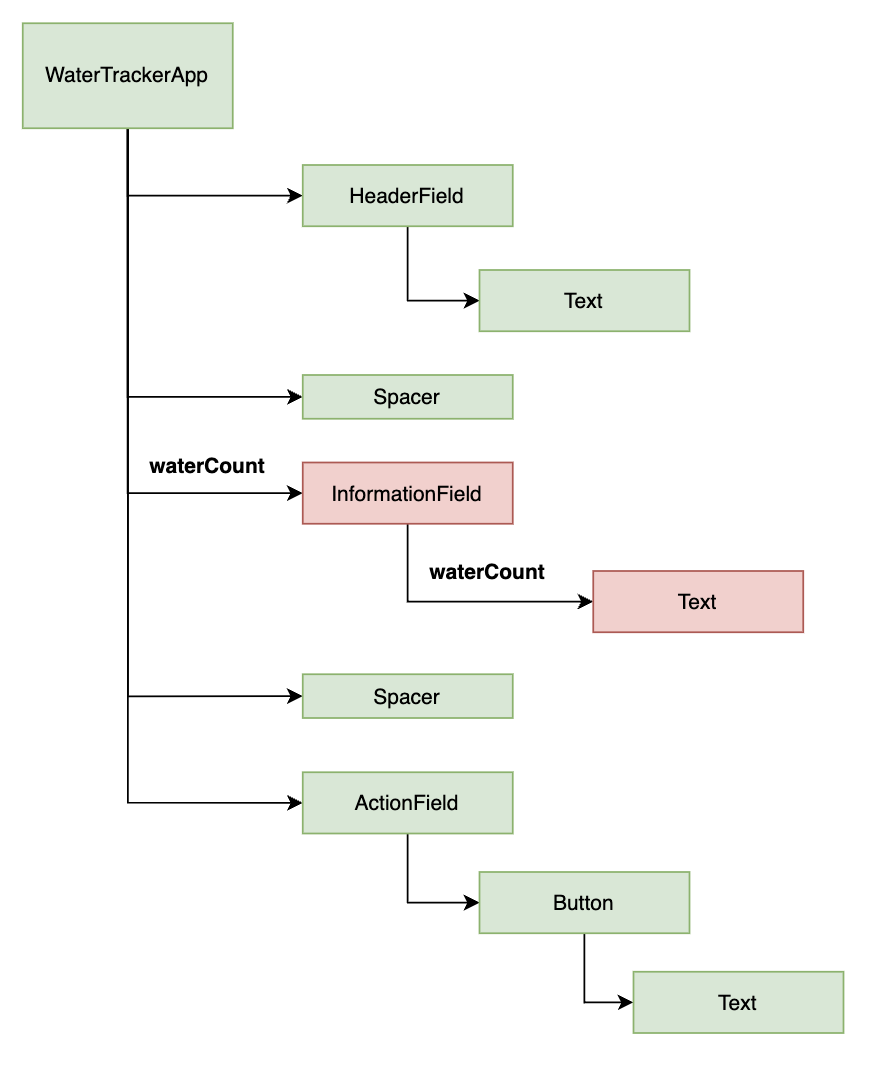 WaterTrackerApp
HeaderField
Text
Spacer
waterCount
InformationField
waterCount
Text
Spacer
ActionField
Button
Text